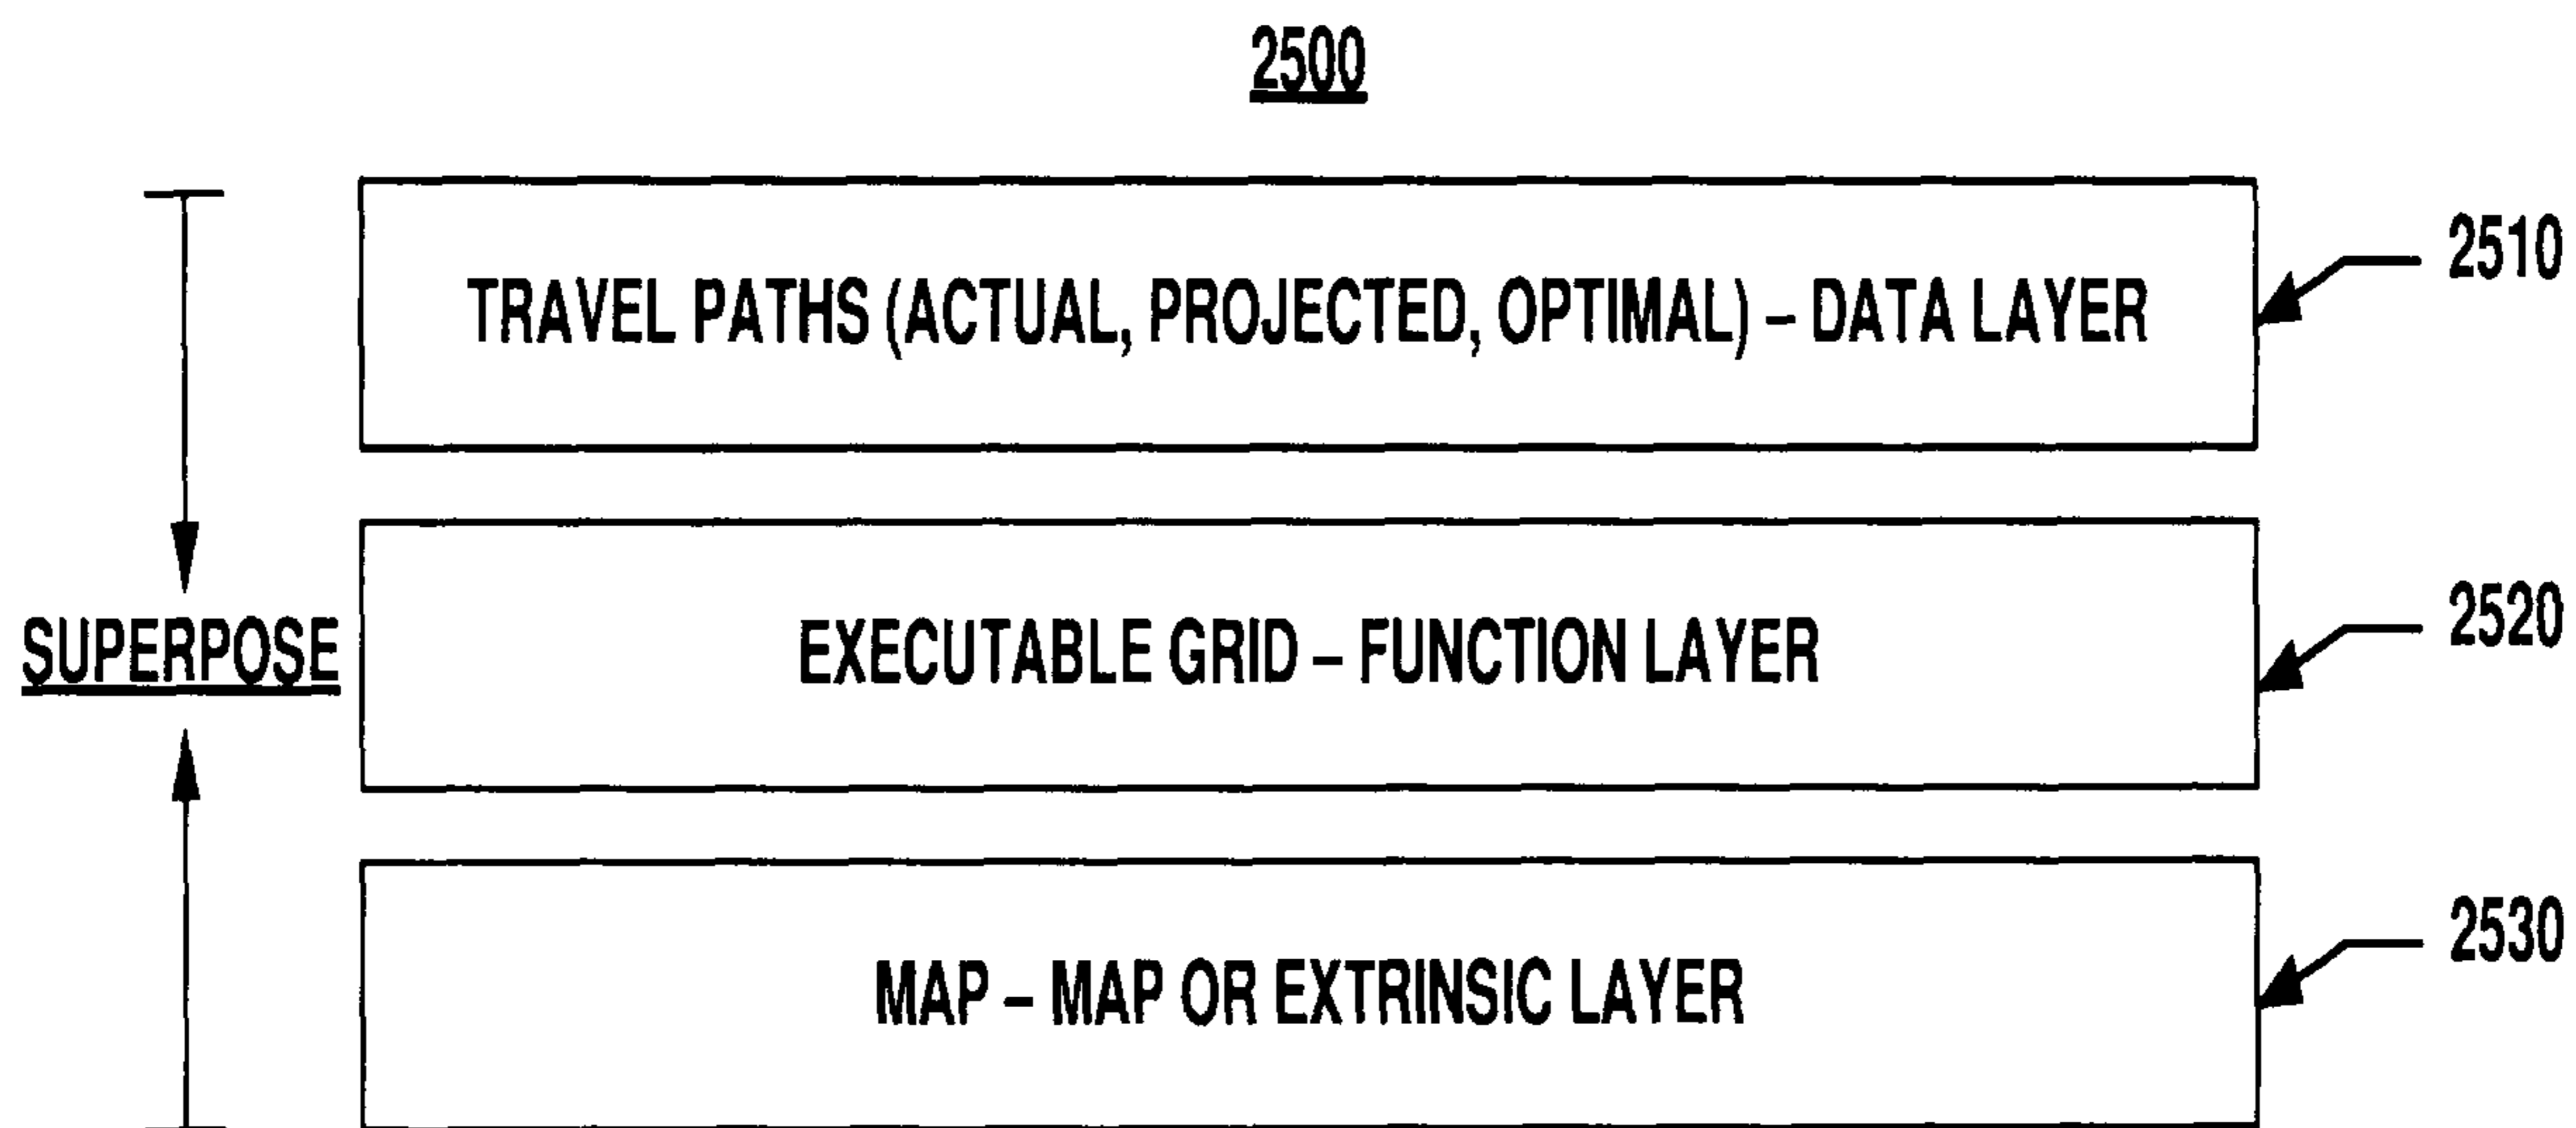 2500
TRAVEL PATHS (ACTUAL, PROJECTED, OPTIMAL) – DATA LAYER
2510
SUPERPOSE
EXECUTABLE GRID – FUNCTION LAYER
2520
MAP – MAP OR EXTRINSIC LAYER
2530